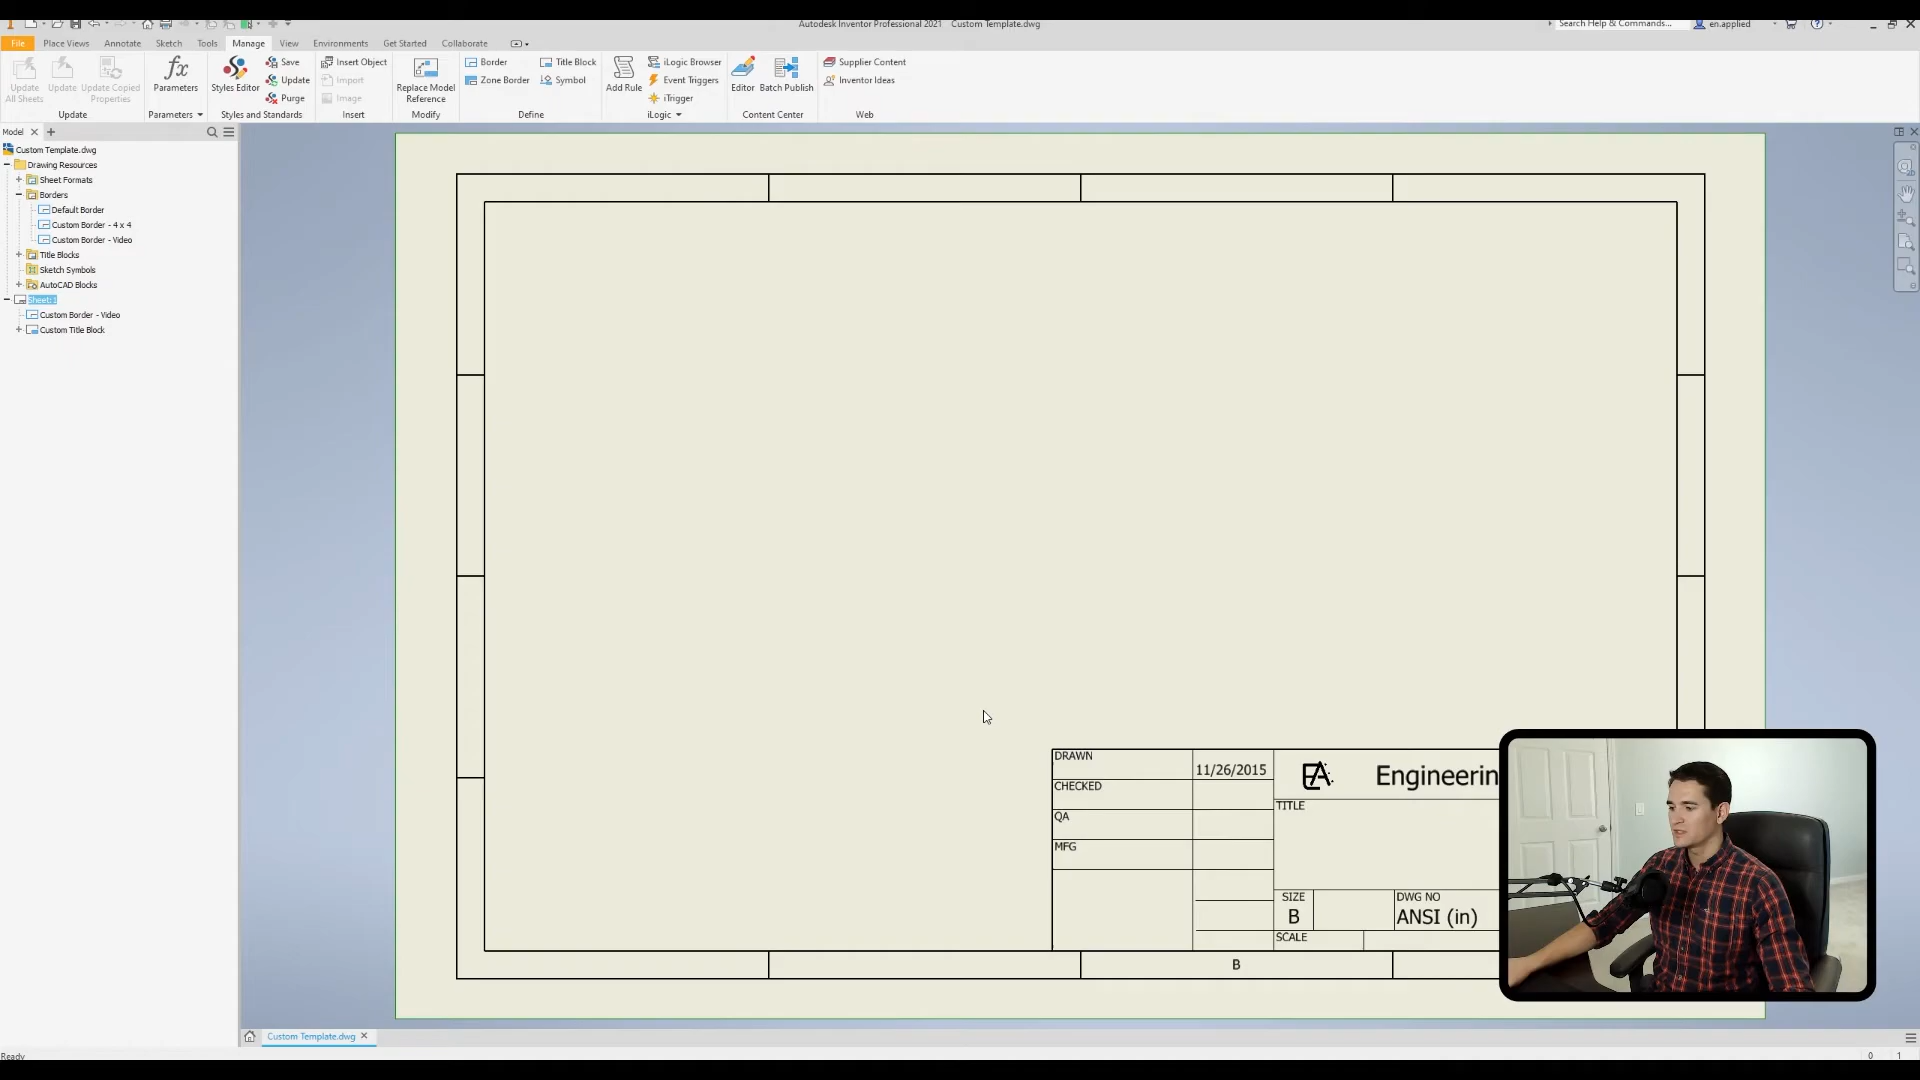 Autodesk Inventor Professional 2021 Custom Template.dwg
Search Help & Commands...
en.applied
File
Place Views
Annotate
Sketch
Tools
Manage
View
Environments
Get Started
Collaborate
Update All Sheets
Update
Update Copied Properties
Update
fx
Parameters
Parameters
Styles Editor
Save
Update
Purge
Styles and Standards
Insert Object
Import
Image
Insert
Replace Model Reference
Modify
Border
Title Block
Zone Border
Symbol
Define
Add Rule
iLogic Browser
Event Triggers
iTrigger
iLogic
Editor
Batch Publish
Content Center
Supplier Content
Inventor Ideas
Web
Model
Custom Template.dwg
Drawing Resources
Sheet Formats
Borders
Default Border
Custom Border - 4 x 4
Custom Border - Video
Title Blocks
Sketch Symbols
AutoCAD Blocks
Sheet:1
Custom Border - Video
Custom Title Block
DRAWN
11/26/2015
CHECKED
QA
MFG
EA
Engineerin
TITLE
SIZE
B
DWG NO
ANSI (in)
SCALE
B
Custom Template.dwg
Ready
0
1